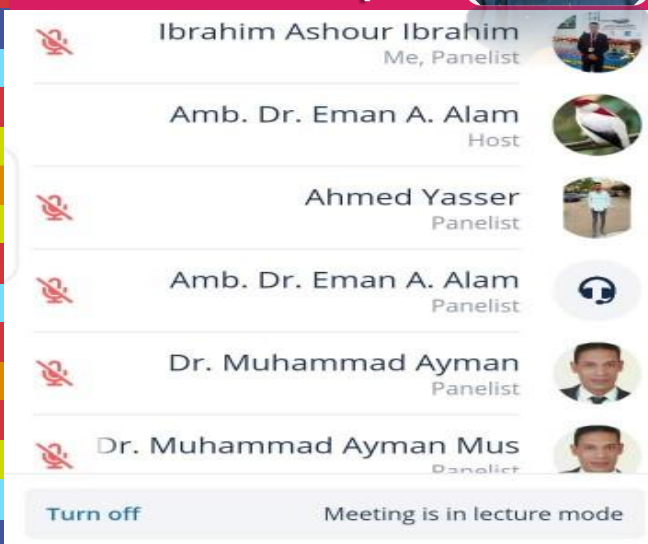 Ibrahim Ashour Ibrahim
Me, Panelist
Amb. Dr. Eman A. Alam
Host
Ahmed Yasser
Panelist
Amb. Dr. Eman A. Alam
Panelist
Dr. Muhammad Ayman
Panelist
Dr. Muhammad Ayman Mus
Panelist
Turn off
Meeting is in lecture mode